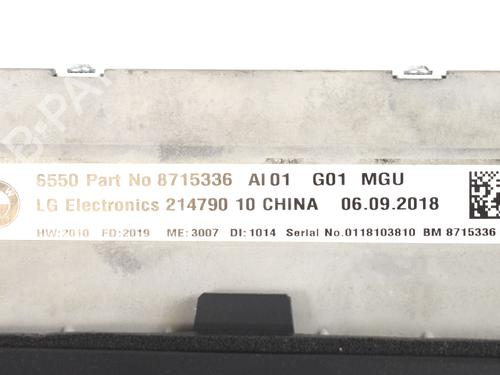 6550 Part No 8715336 AI 01 G01 MGU
LG Electronics 214790 10 CHINA 06.09.2018
HW:2010 FD:2019 ME: 3007 DI: 1014 Serial No.0118103810 BM 8715336